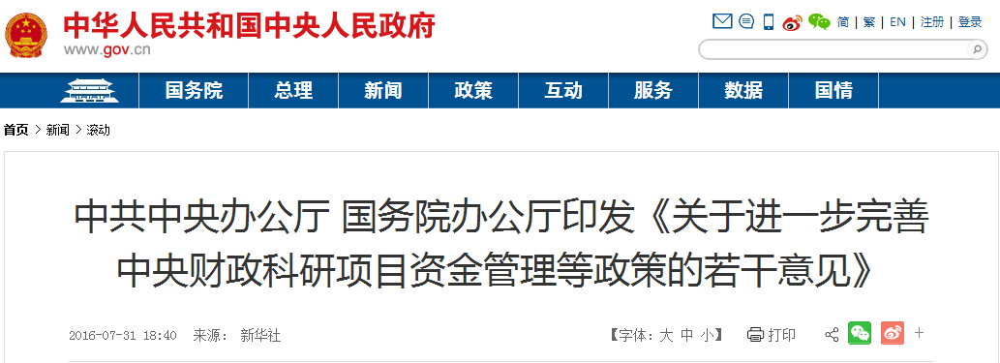 中华人民共和国中央人民政府
www.gov.cn
简 | 繁 | EN | 注册 | 登录
国务院 总理 新闻 政策 互动 服务 数据 国情
首页 > 新闻 > 滚动
中共中央办公厅 国务院办公厅印发《关于进一步完善
中央财政科研项目资金管理等政策的若干意见》
2016-07-31 18:40 来源： 新华社 【字体：大 中 小】 打印